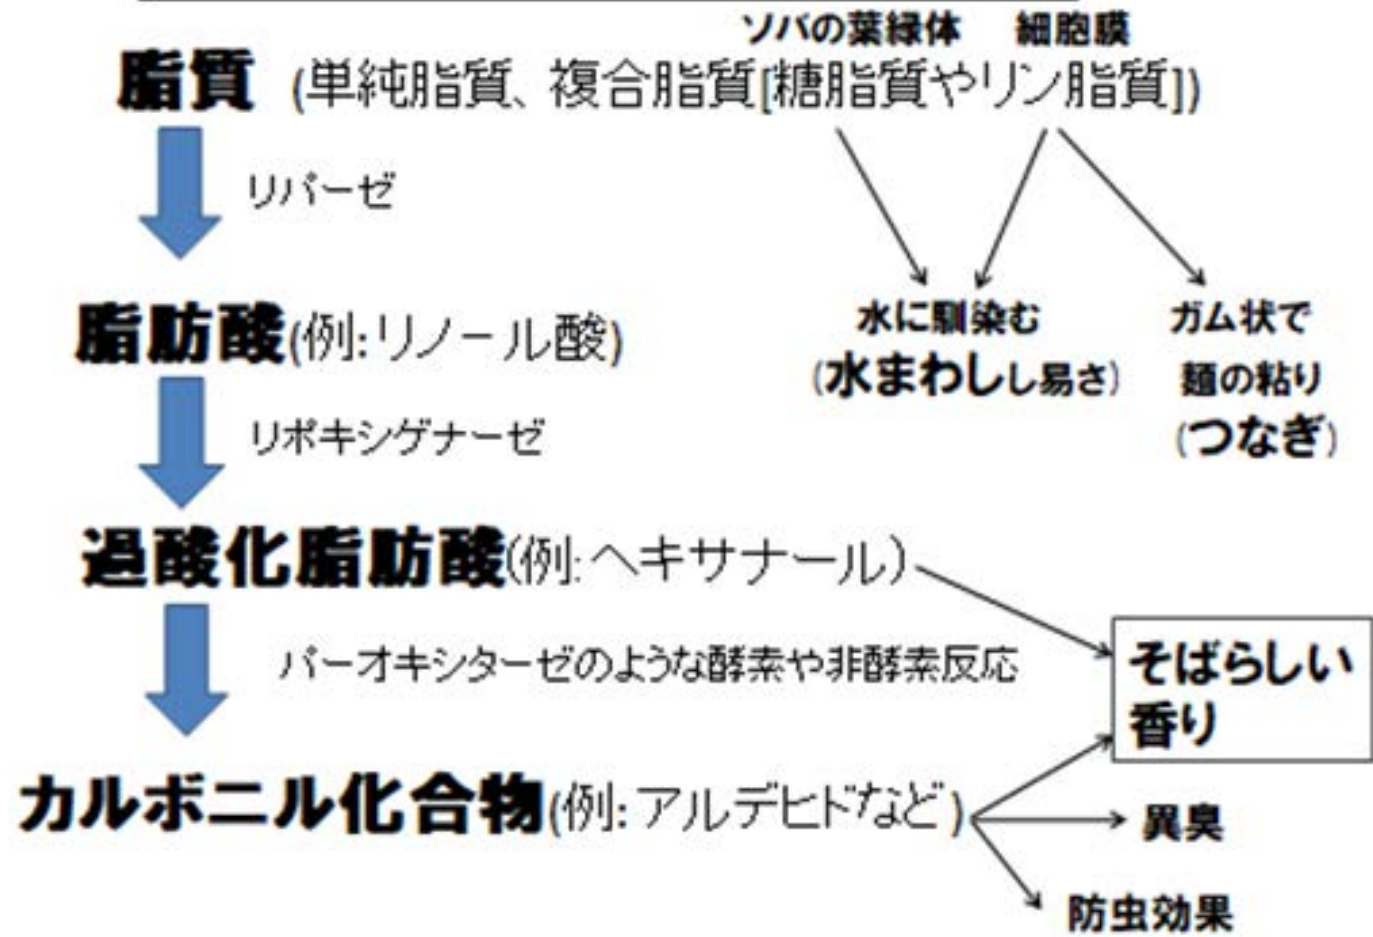 ソバの葉緑体 細胞膜
脂質 (単純脂質、複合脂質[糖脂質やリン脂質])
リパーゼ
脂肪酸(例:リノール酸)
水に馴染む
(水まわしし易さ)
ガム状で
麺の粘り
(つなぎ)
リポキシゲナーゼ
過酸化脂肪酸(例:ヘキサナール)
パーオキシターゼのような酵素や非酵素反応
そばらしい
香り
カルボニル化合物(例:アルデヒドなど)
異臭
防虫効果